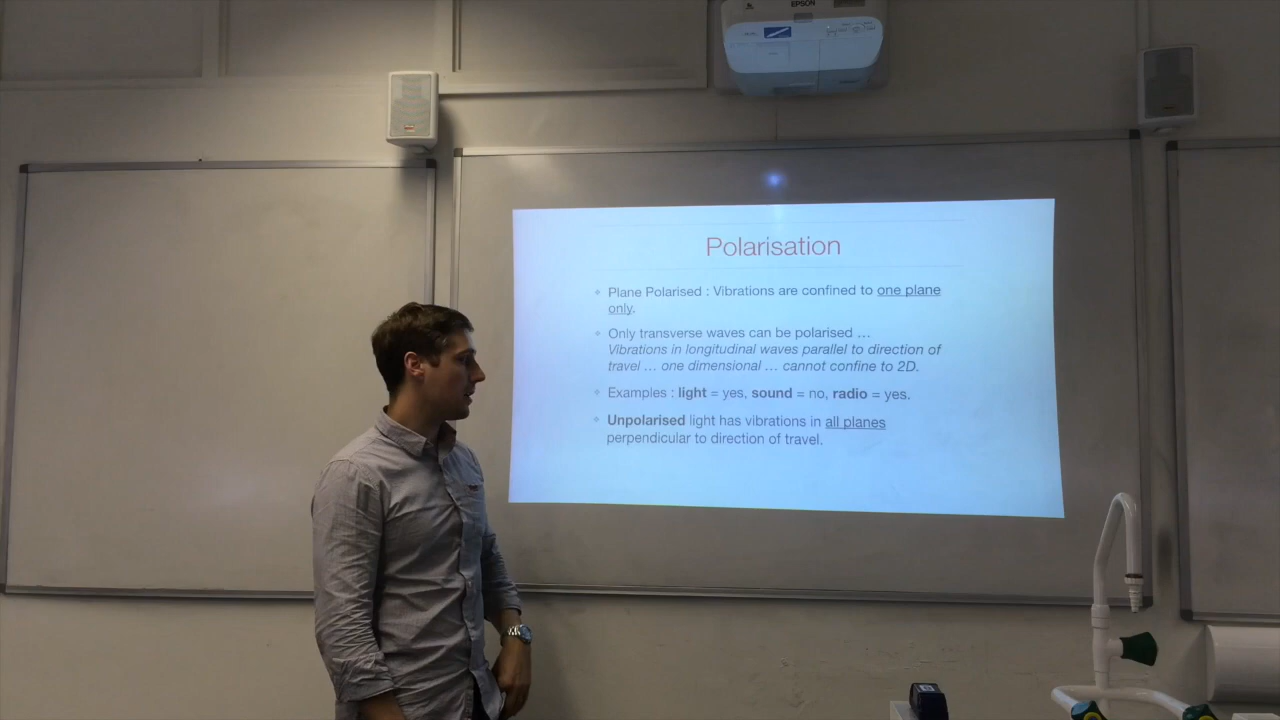 EPSON
Polarisation
Plane Polarised : Vibrations are confined to one plane
only.
Only transverse waves can be polarised …
Vibrations in longitudinal waves parallel to direction of
travel … one dimensional … cannot confine to 2D.
Examples : light = yes, sound = no, radio = yes.
Unpolarised light has vibrations in all planes
perpendicular to direction of travel.